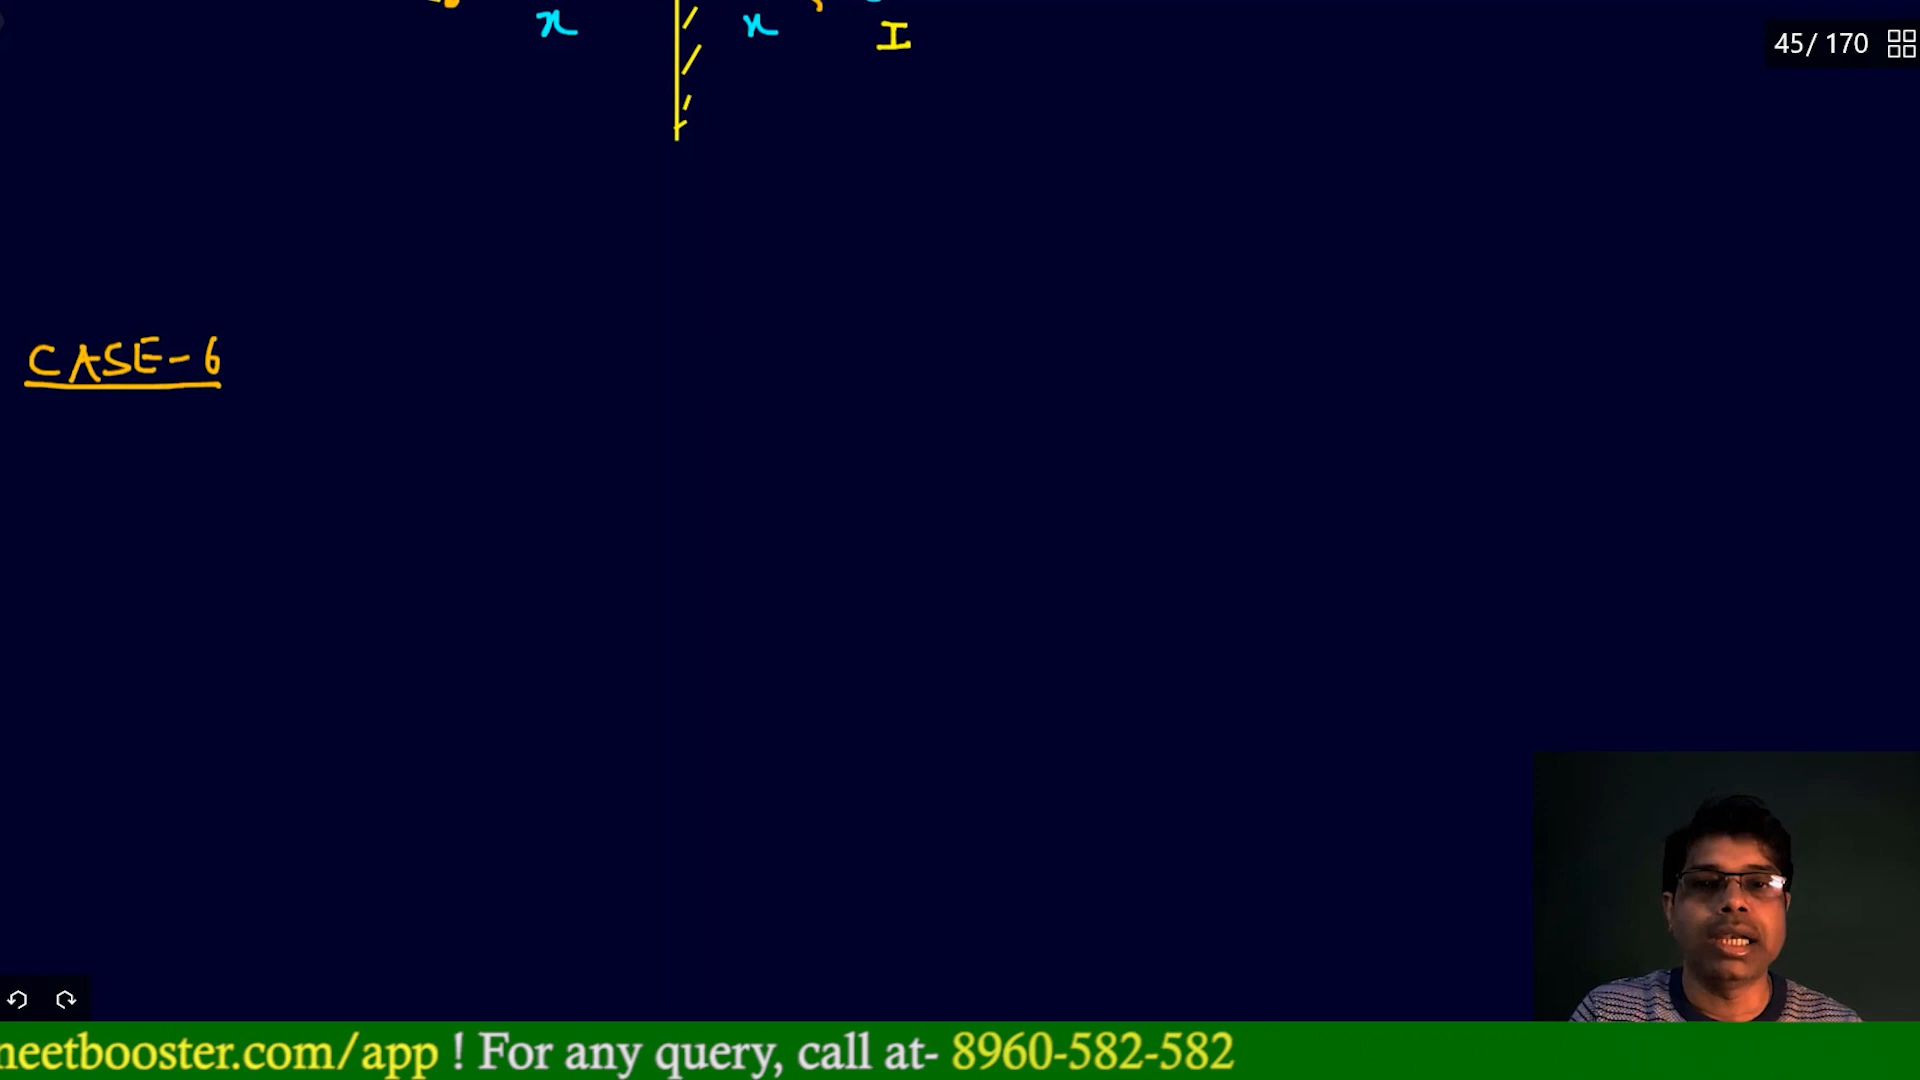 x x I
45/ 170
CASE-6
neetbooster.com/app ! For any query, call at- 8960-582-582